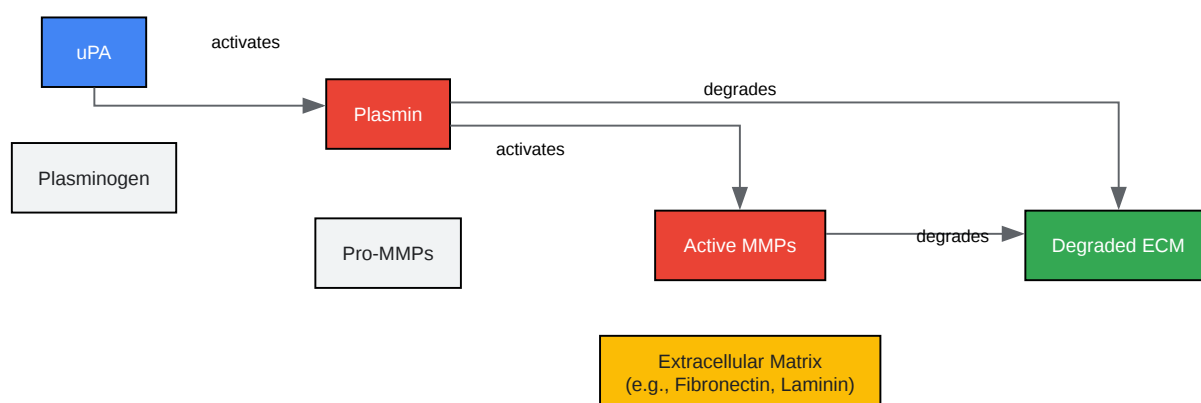 uPA
activates
Plasmin
degrades
activates
Plasminogen
Pro-MMPs
Active MMPs
degrades
Degraded ECM
Extracellular Matrix
(e.g., Fibronectin, Laminin)